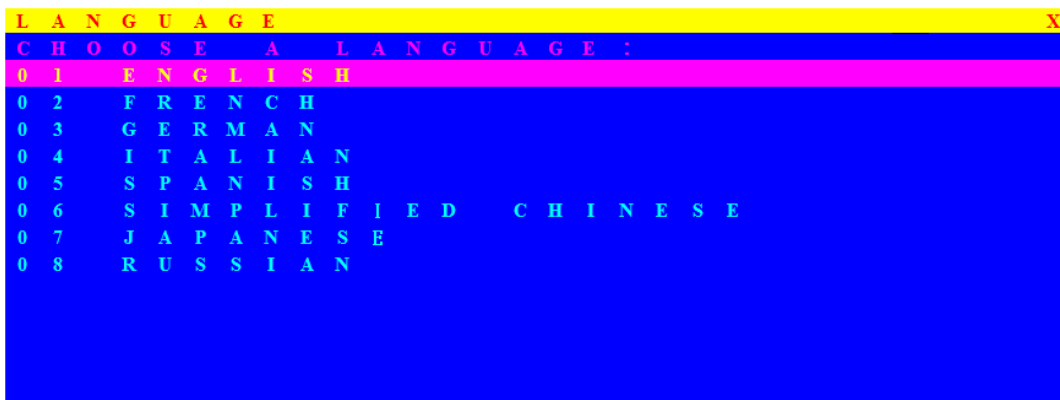 LANGUAGE X
CHOOSE A LANGUAGE:
01 ENGLISH
02 FRENCH
03 GERMAN
04 ITALIAN
05 SPANISH
06 SIMPLIFIED CHINESE
07 JAPANESE
08 RUSSIAN